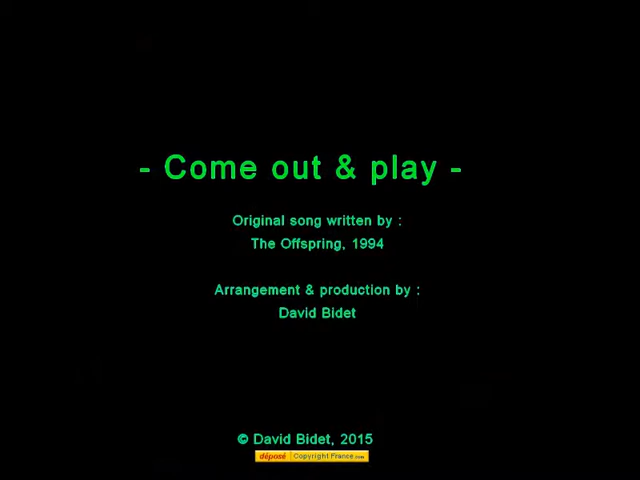 - Come out & play -
Original song written by :
The Offspring, 1994
Arrangement & production by :
David Bidet
© David Bidet, 2015
déposé Copyright France.com